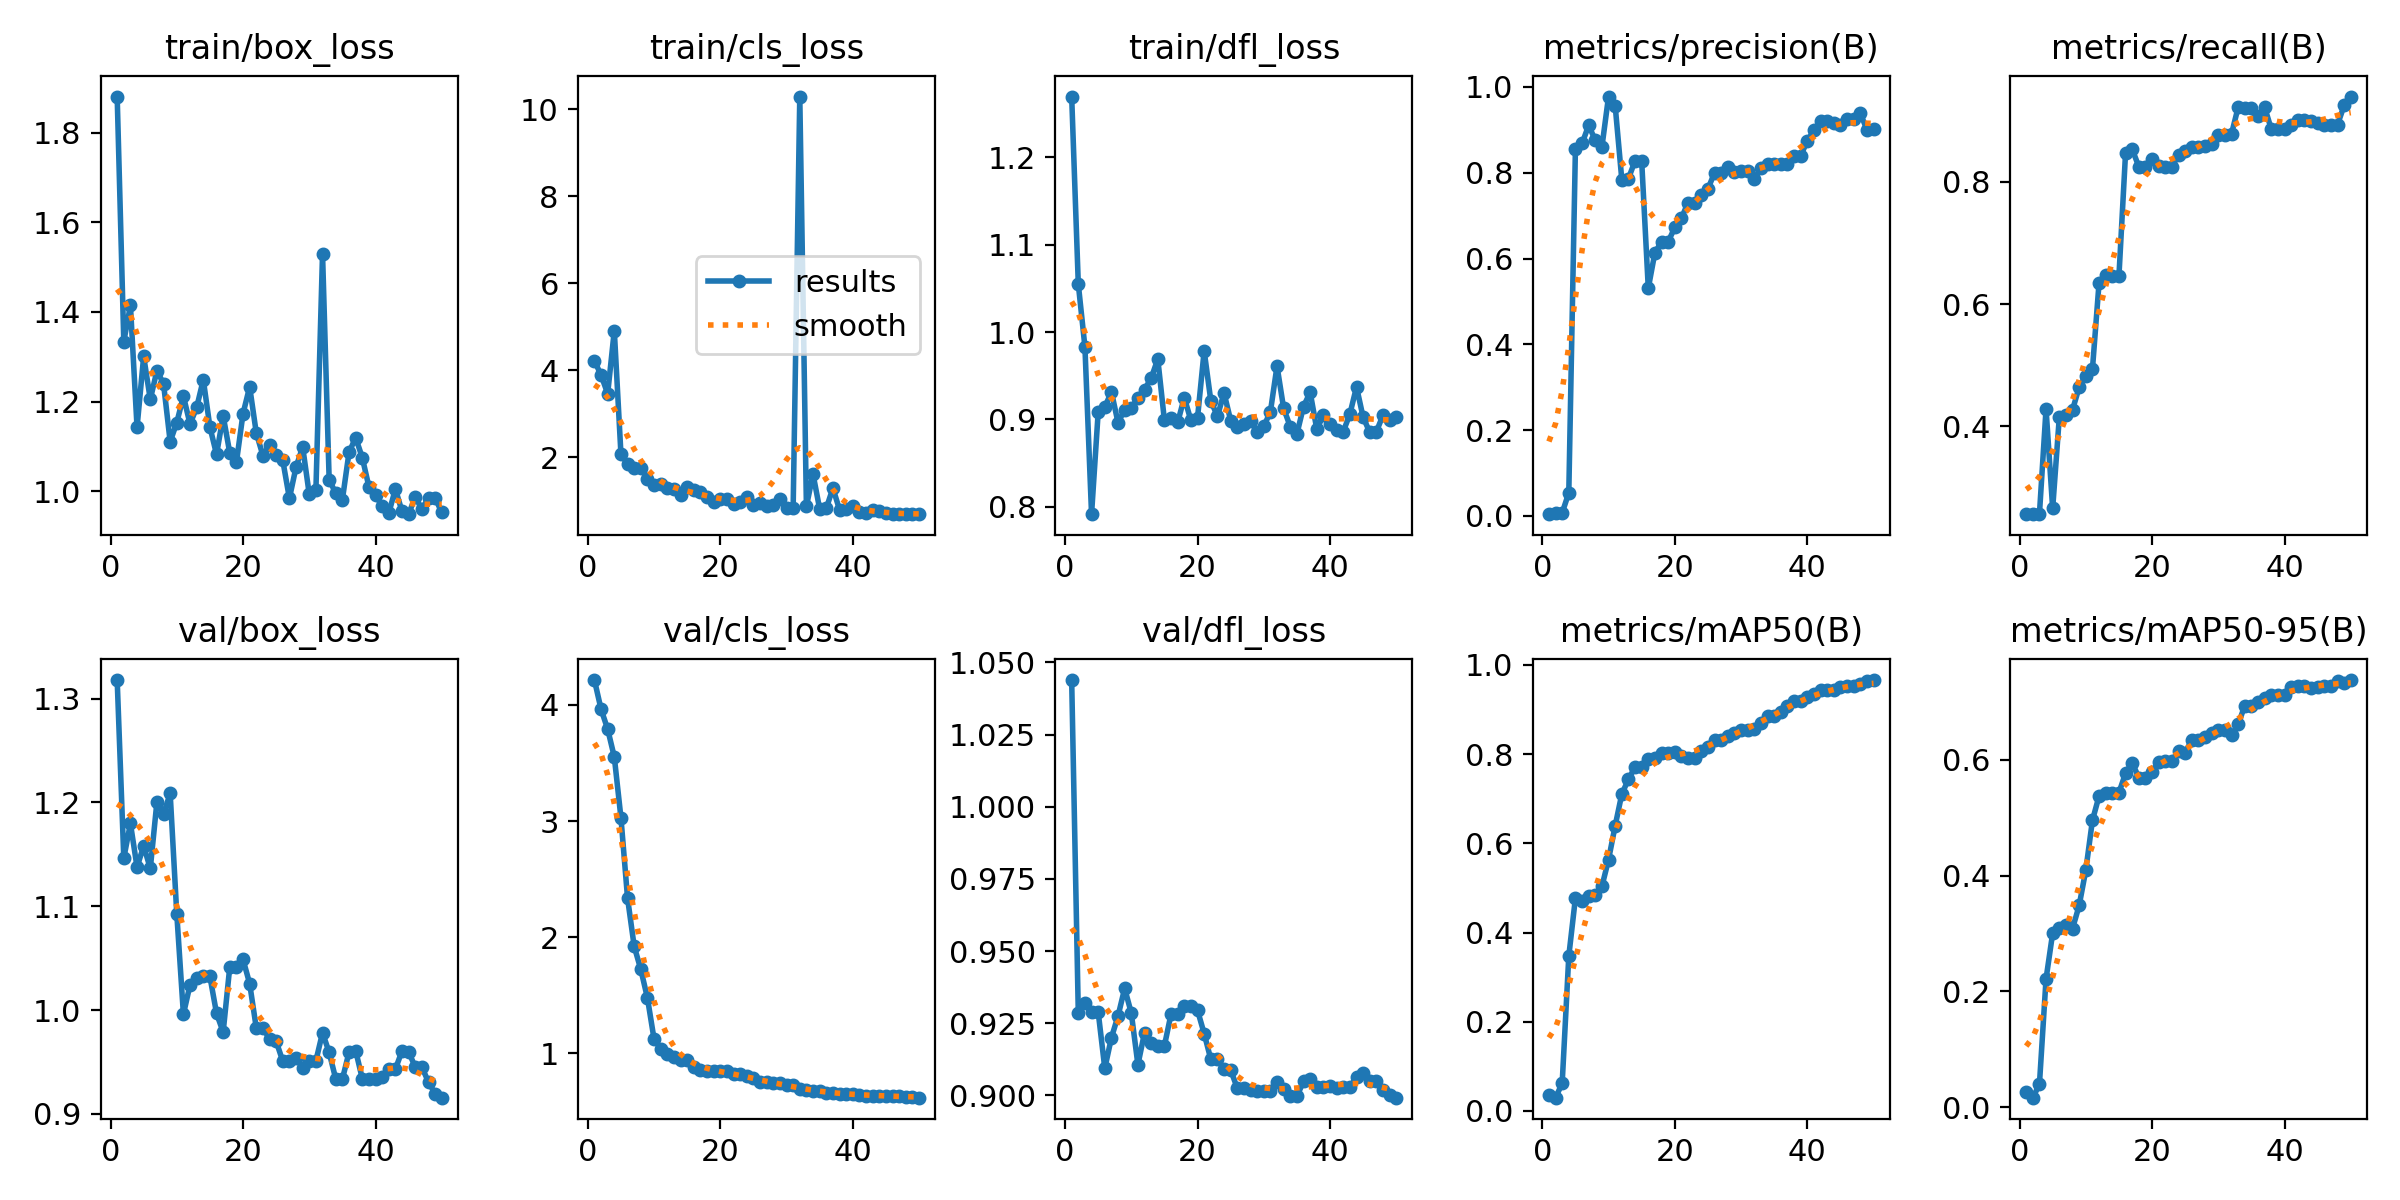 train/box_loss
1.8
1.6
1.4
1.2
1.0
0 20 40
train/cls_loss
10
8
6
4
2
results
smooth
0 20 40
train/dfl_loss
1.2
1.1
1.0
0.9
0.8
0 20 40
metrics/precision(B)
1.0
0.8
0.6
0.4
0.2
0.0
0 20 40
metrics/recall(B)
0.8
0.6
0.4
0 20 40
val/box_loss
1.3
1.2
1.1
1.0
0.9
0 20 40
val/cls_loss
4
3
2
1
0 20 40
val/dfl_loss
1.050
1.025
1.000
0.975
0.950
0.925
0.900
0 20 40
metrics/mAP50(B)
1.0
0.8
0.6
0.4
0.2
0.0
0 20 40
metrics/mAP50-95(B)
0.6
0.4
0.2
0.0
0 20 40